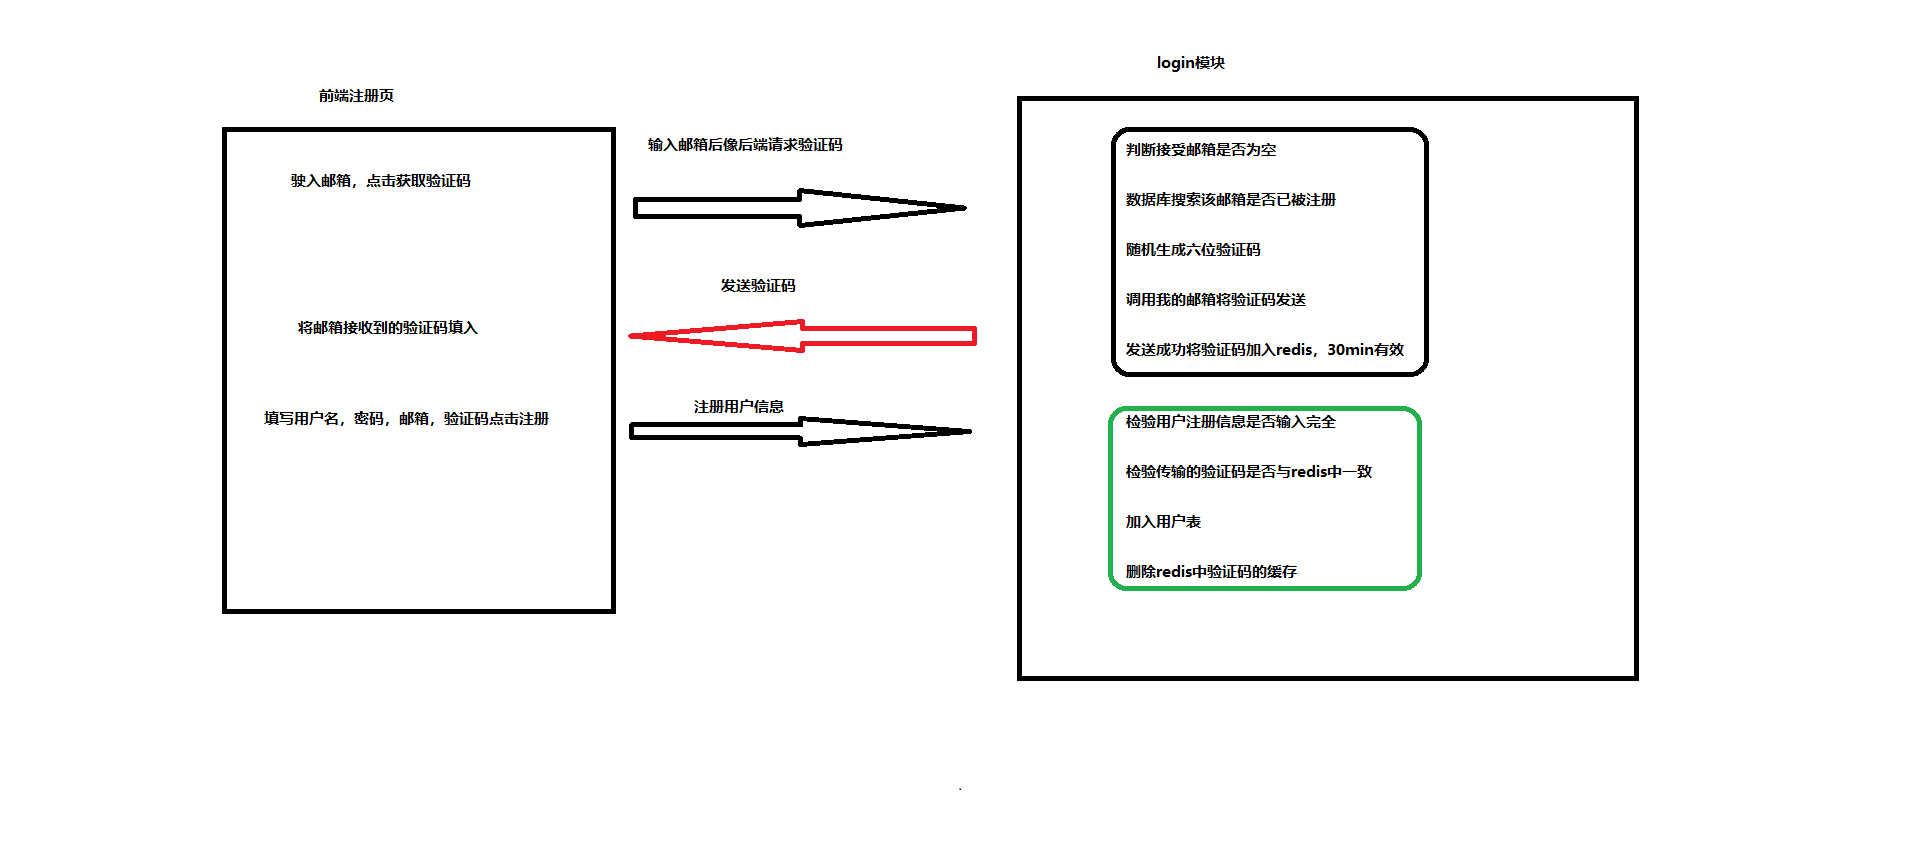 login模块
前端注册页
输入邮箱后像后端请求验证码
判断接受邮箱是否为空
驶入邮箱，点击获取验证码
数据库搜索该邮箱是否已被注册
随机生成六位验证码
发送验证码
调用我的邮箱将验证码发送
将邮箱接收到的验证码填入
发送成功将验证码加入redis，30min有效
注册用户信息
填写用户名，密码，邮箱，验证码点击注册
检验用户注册信息是否输入完全
检验传输的验证码是否与redis中一致
加入用户表
删除redis中验证码的缓存